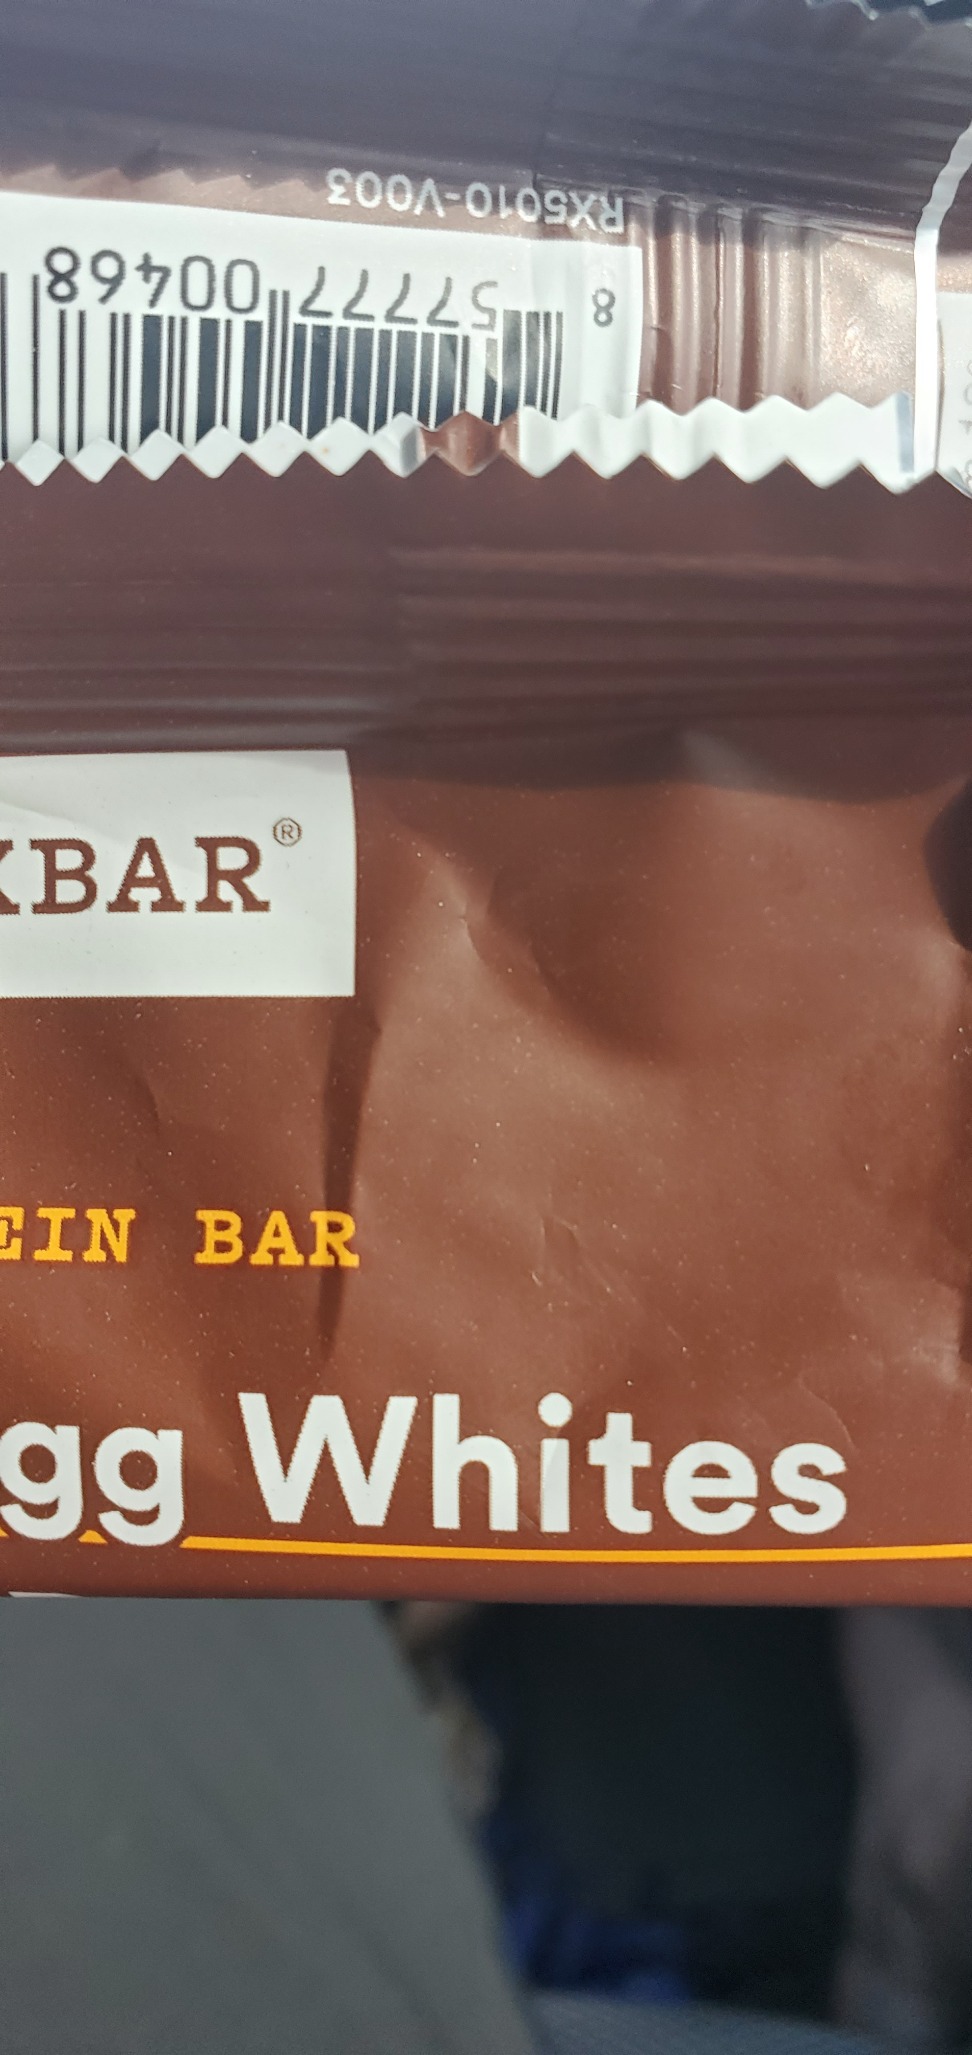 RX5010-V003
8 57777 00468
XBAR®
EIN BAR
gg Whites